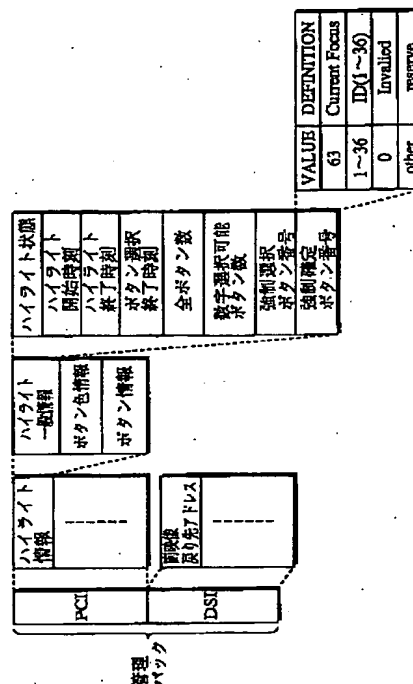 管理
パック
PCI
DSI
ハイライト
情報
副映像
戻り先アドレス
ハイライト
一般情報
ボタン色情報
ボタン情報
ハイライト状態
ハイライト
開始時刻
ハイライト
終了時刻
ボタン選択
終了時刻
全ボタン数
数字選択可能
ボタン数
強制選択
ボタン番号
強制確定
ボタン番号
VALUE DEFINITION
63 Current Focus
1~36 ID(1~36)
0 Invalied
other reserve